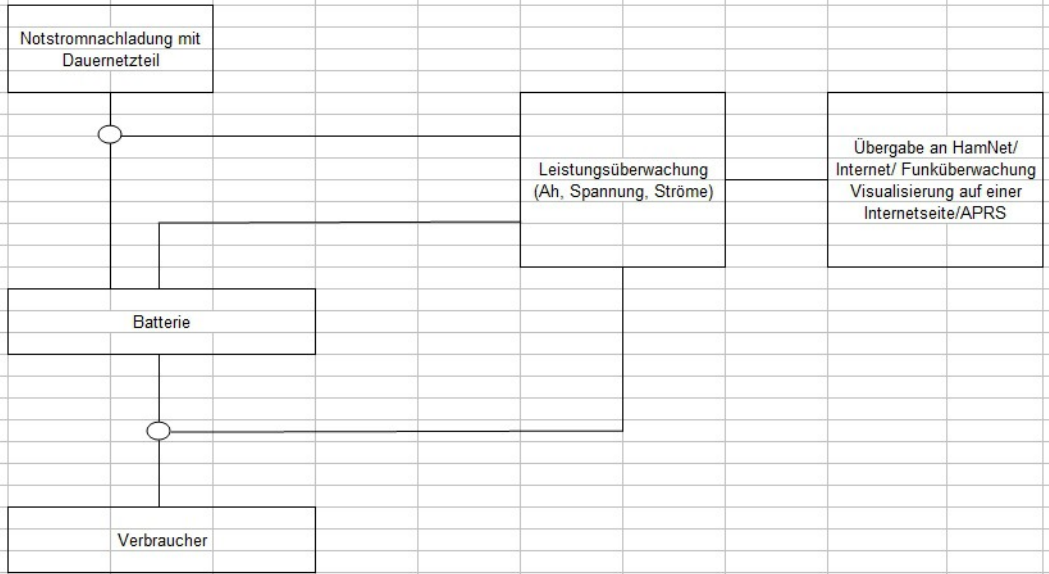 Notstromnachladung mit
Dauernetzteil
Leistungsüberwachung
(Ah, Spannung, Ströme)
Übergabe an HamNet/
Internet/ Funküberwachung
Visualisierung auf einer
Internetseite/APRS
Batterie
Verbraucher